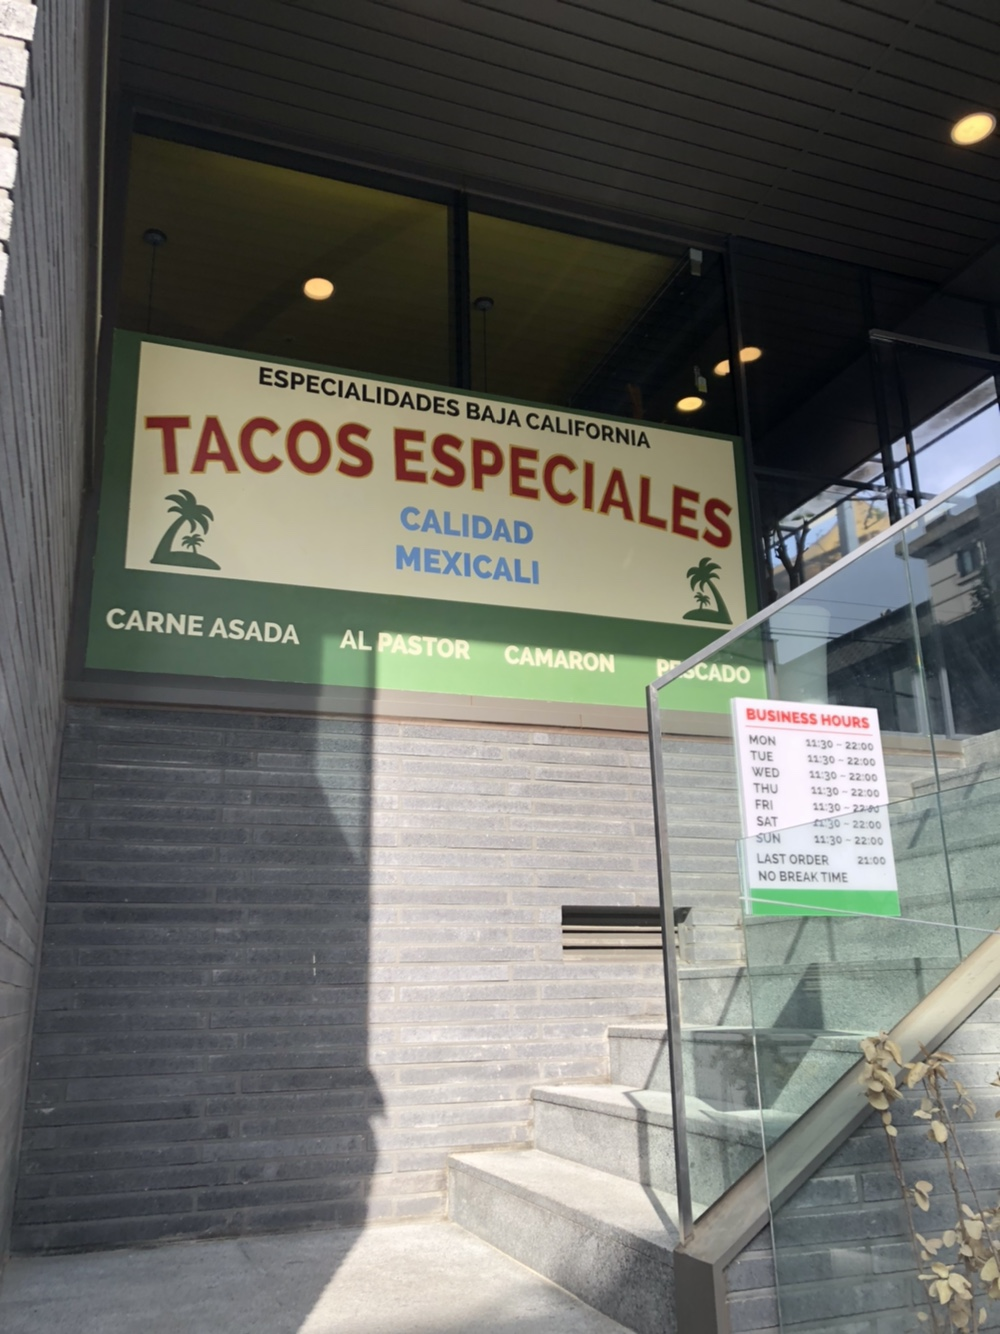 ESPECIALIDADES BAJA CALIFORNIA
TACOS ESPECIALES
CALIDAD
MEXICALI
CARNE ASADA AL PASTOR CAMARON PESCADO
BUSINESS HOURS
MON 11:30 - 22:00
TUE 11:30 - 22:00
WED 11:30 - 22:00
THU 11:30 - 22:00
FRI 11:30 - 22:00
SAT 11:30 - 22:00
SUN 11:30 - 22:00
LAST ORDER 21:00
NO BREAK TIME